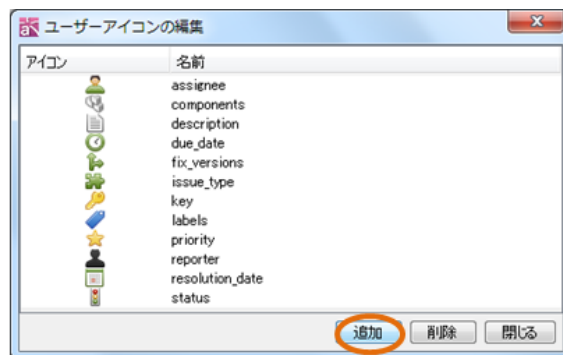 ユーザーアイコンの編集
アイコン 名前
assignee
components
description
due_date
fix_versions
issue_type
key
labels
priority
reporter
resolution_date
status
追加 削除 閉じる